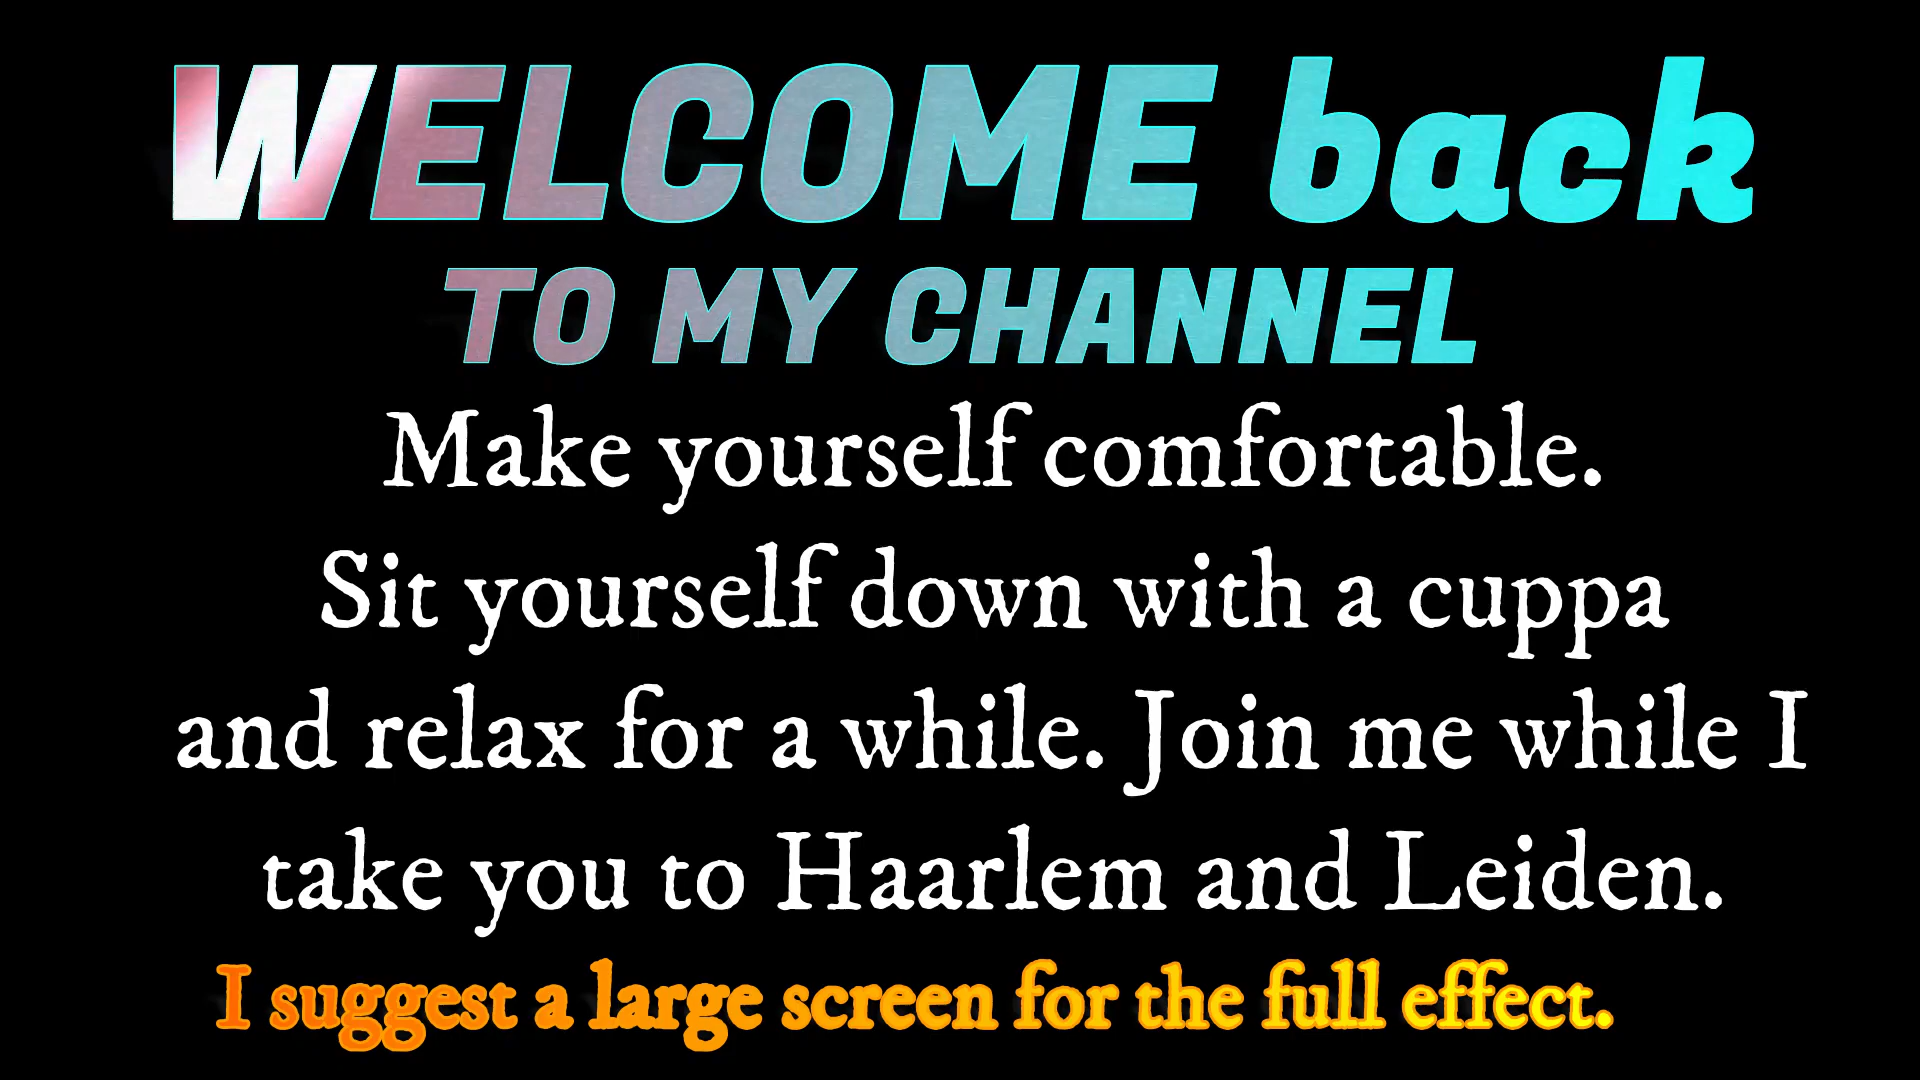 WELCOME back
TO MY CHANNEL
Make yourself comfortable.
Sit yourself down with a cuppa
and relax for a while. Join me while I
take you to Haarlem and Leiden.
I suggest a large screen for the full effect.